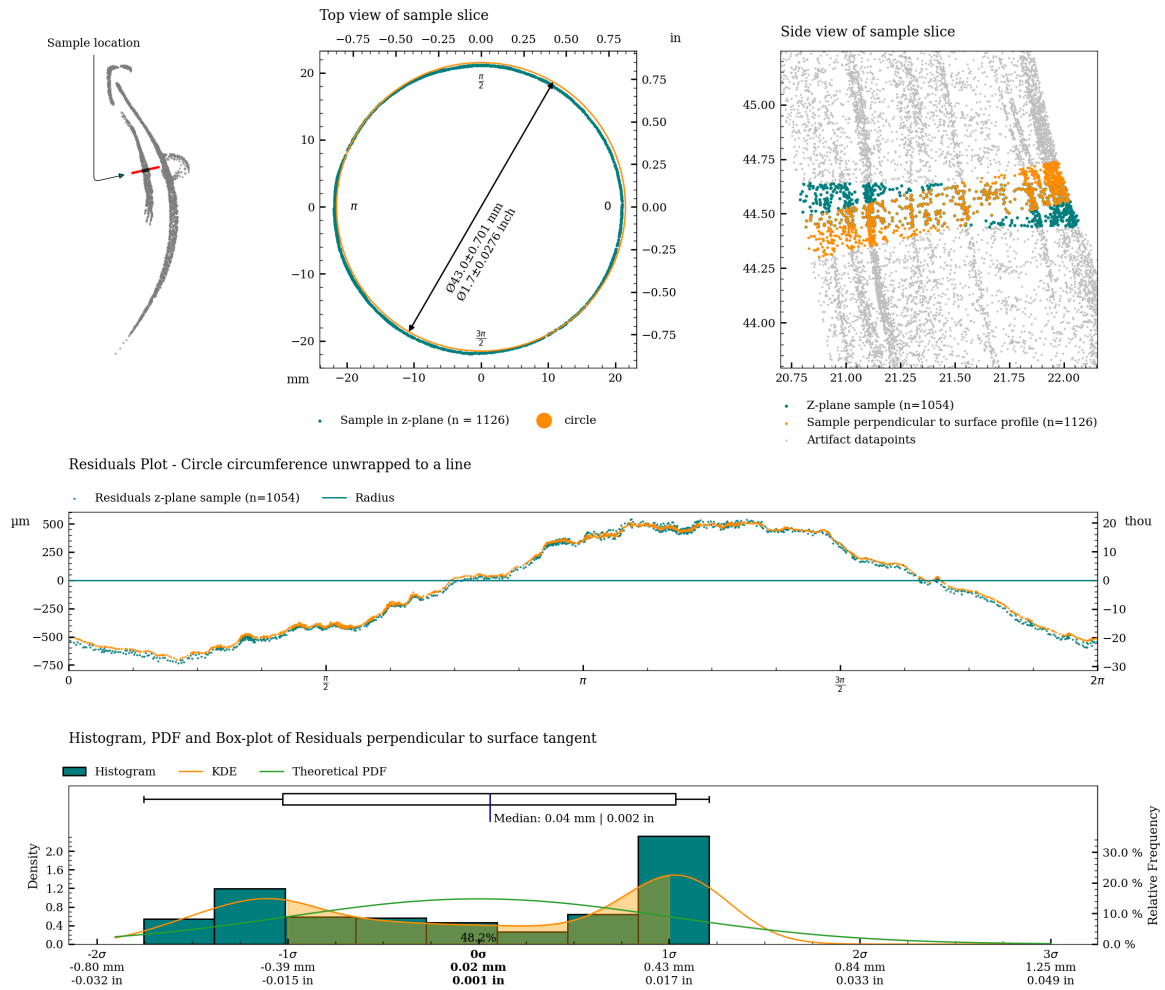 Sample location
Top view of sample slice
−0.75 −0.50 −0.25 0.00 0.25 0.50 0.75 in
20
10
0
−10
−20
0.75
0.50
0.25
0.00
−0.25
−0.50
−0.75
π/2
π
0
3π/2
Ø43.0±0.701 mm
Ø1.7±0.0276 inch
mm −20 −10 0 10 20
Sample in z-plane (n = 1126) circle
Side view of sample slice
45.00
44.75
44.50
44.25
44.00
20.75 21.00 21.25 21.50 21.75 22.00
Z-plane sample (n=1054)
Sample perpendicular to surface profile (n=1126)
Artifact datapoints
Residuals Plot - Circle circumference unwrapped to a line
Residuals z-plane sample (n=1054) Radius
µm
500
250
0
−250
−500
−750
20 thou
10
0
−10
−20
−30
0 π/2 π 3π/2 2π
Histogram, PDF and Box-plot of Residuals perpendicular to surface tangent
Histogram KDE Theoretical PDF
Median: 0.04 mm | 0.002 in
Density
2.0
1.6
1.2
0.8
0.4
0.0
Relative Frequency
30.0 %
20.0 %
10.0 %
0.0 %
48.2%
-2σ -1σ 0σ 1σ 2σ 3σ
-0.80 mm -0.39 mm 0.02 mm 0.43 mm 0.84 mm 1.25 mm
-0.032 in -0.015 in 0.001 in 0.017 in 0.033 in 0.049 in